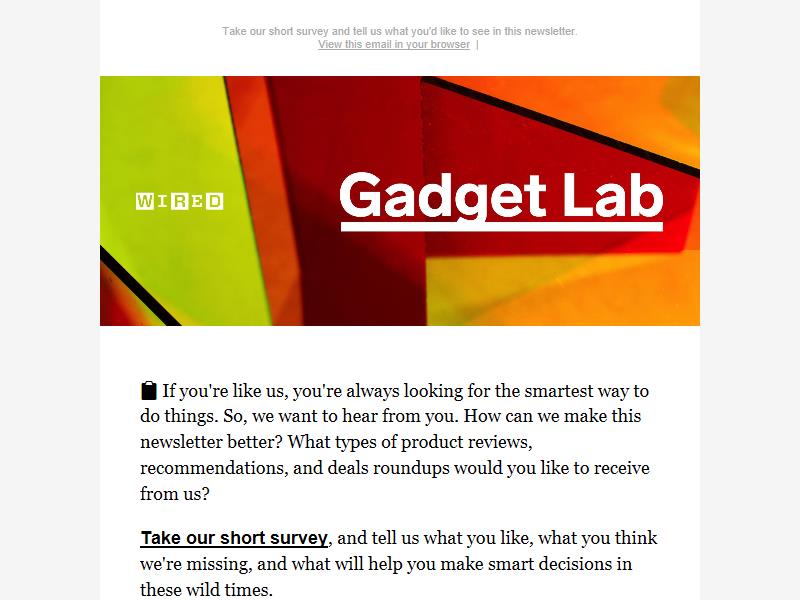 Take our short survey and tell us what you'd like to see in this newsletter.
View this email in your browser |
WIRED
Gadget Lab
If you're like us, you're always looking for the smartest way to
do things. So, we want to hear from you. How can we make this
newsletter better? What types of product reviews,
recommendations, and deals roundups would you like to receive
from us?
Take our short survey, and tell us what you like, what you think
we're missing, and what will help you make smart decisions in
these wild times.